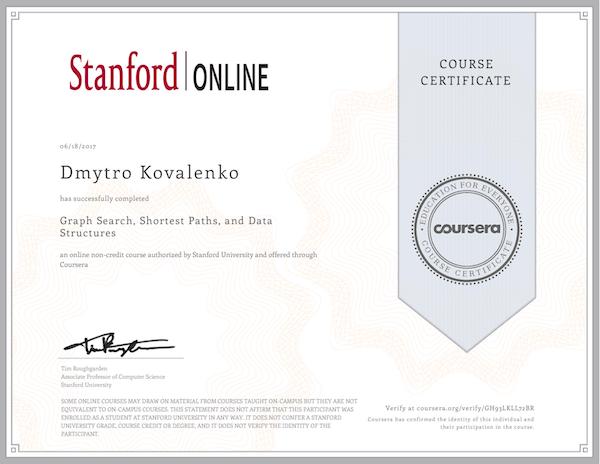 Stanford ONLINE
COURSE
CERTIFICATE
06/18/2017
Dmytro Kovalenko
has successfully completed
Graph Search, Shortest Paths, and Data
Structures
an online non-credit course authorized by Stanford University and offered through
Coursera
EDUCATION FOR EVERYONE
coursera
COURSE CERTIFICATE
Tim Roughgarden
Associate Professor of Computer Science
Stanford University
SOME ONLINE COURSES MAY DRAW ON MATERIAL FROM COURSES TAUGHT ON-CAMPUS BUT THEY ARE NOT
EQUIVALENT TO ON-CAMPUS COURSES. THIS STATEMENT DOES NOT AFFIRM THAT THIS PARTICIPANT WAS
ENROLLED AS A STUDENT AT STANFORD UNIVERSITY IN ANY WAY. IT DOES NOT CONFER A STANFORD
UNIVERSITY GRADE, COURSE CREDIT OR DEGREE, AND IT DOES NOT VERIFY THE IDENTITY OF THE
PARTICIPANT.
Verify at coursera.org/verify/GH93LKLL72BR
Coursera has confirmed the identity of this individual and
their participation in the course.